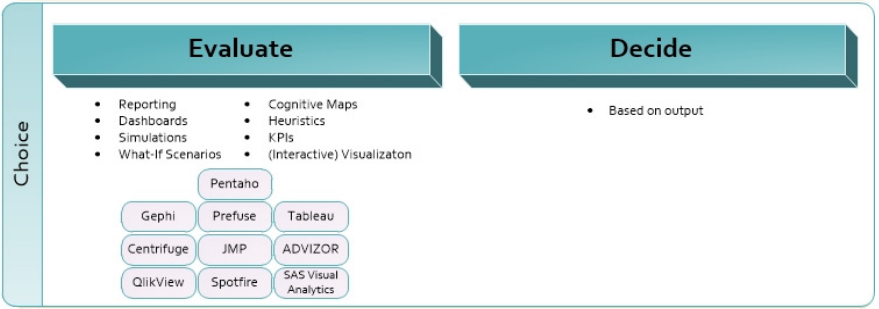 Choice
Evaluate
Decide
• Reporting
• Dashboards
• Simulations
• What-If Scenarios
• Cognitive Maps
• Heuristics
• KPIs
• (Interactive) Visualizaton
• Based on output
Pentaho
Gephi
Prefuse
Tableau
Centrifuge
JMP
ADVIZOR
QlikView
Spotfire
SAS Visual
Analytics